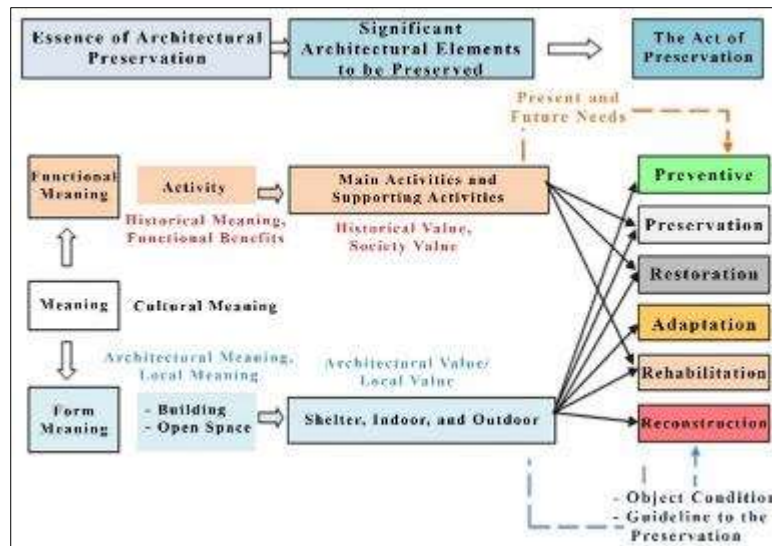 Essence of Architectural
Preservation
Significant
Architectural Elements
to be Preserved
The Act of
Preservation
Present and
Future Needs
Functional
Meaning
Activity
Main Activities and
Supporting Activities
Historical Meaning,
Functional Benefits
Historical Value,
Society Value
Preventive
Preservation
Restoration
Adaptation
Rehabilitation
Reconstruction
Meaning
Cultural Meaning
Architectural Meaning,
Local Meaning
Architectural Value/
Local Value
Form
Meaning
- Building
- Open Space
Shelter, Indoor, and Outdoor
- Object Condition
- Guideline to the
Preservation